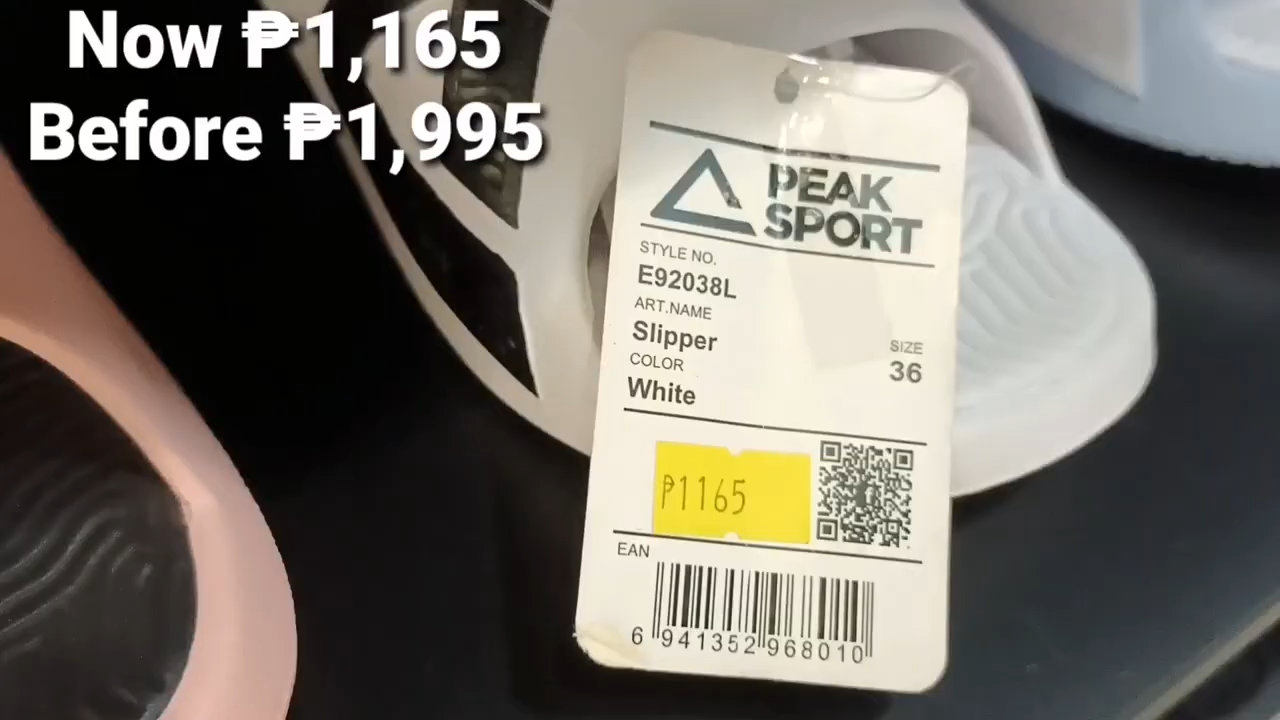 Now ₱1,165
Before ₱1,995
PEAK
SPORT
STYLE NO.
E92038L
ART.NAME
Slipper
COLOR
White
SIZE
36
₱1165
EAN
6 941352 968010